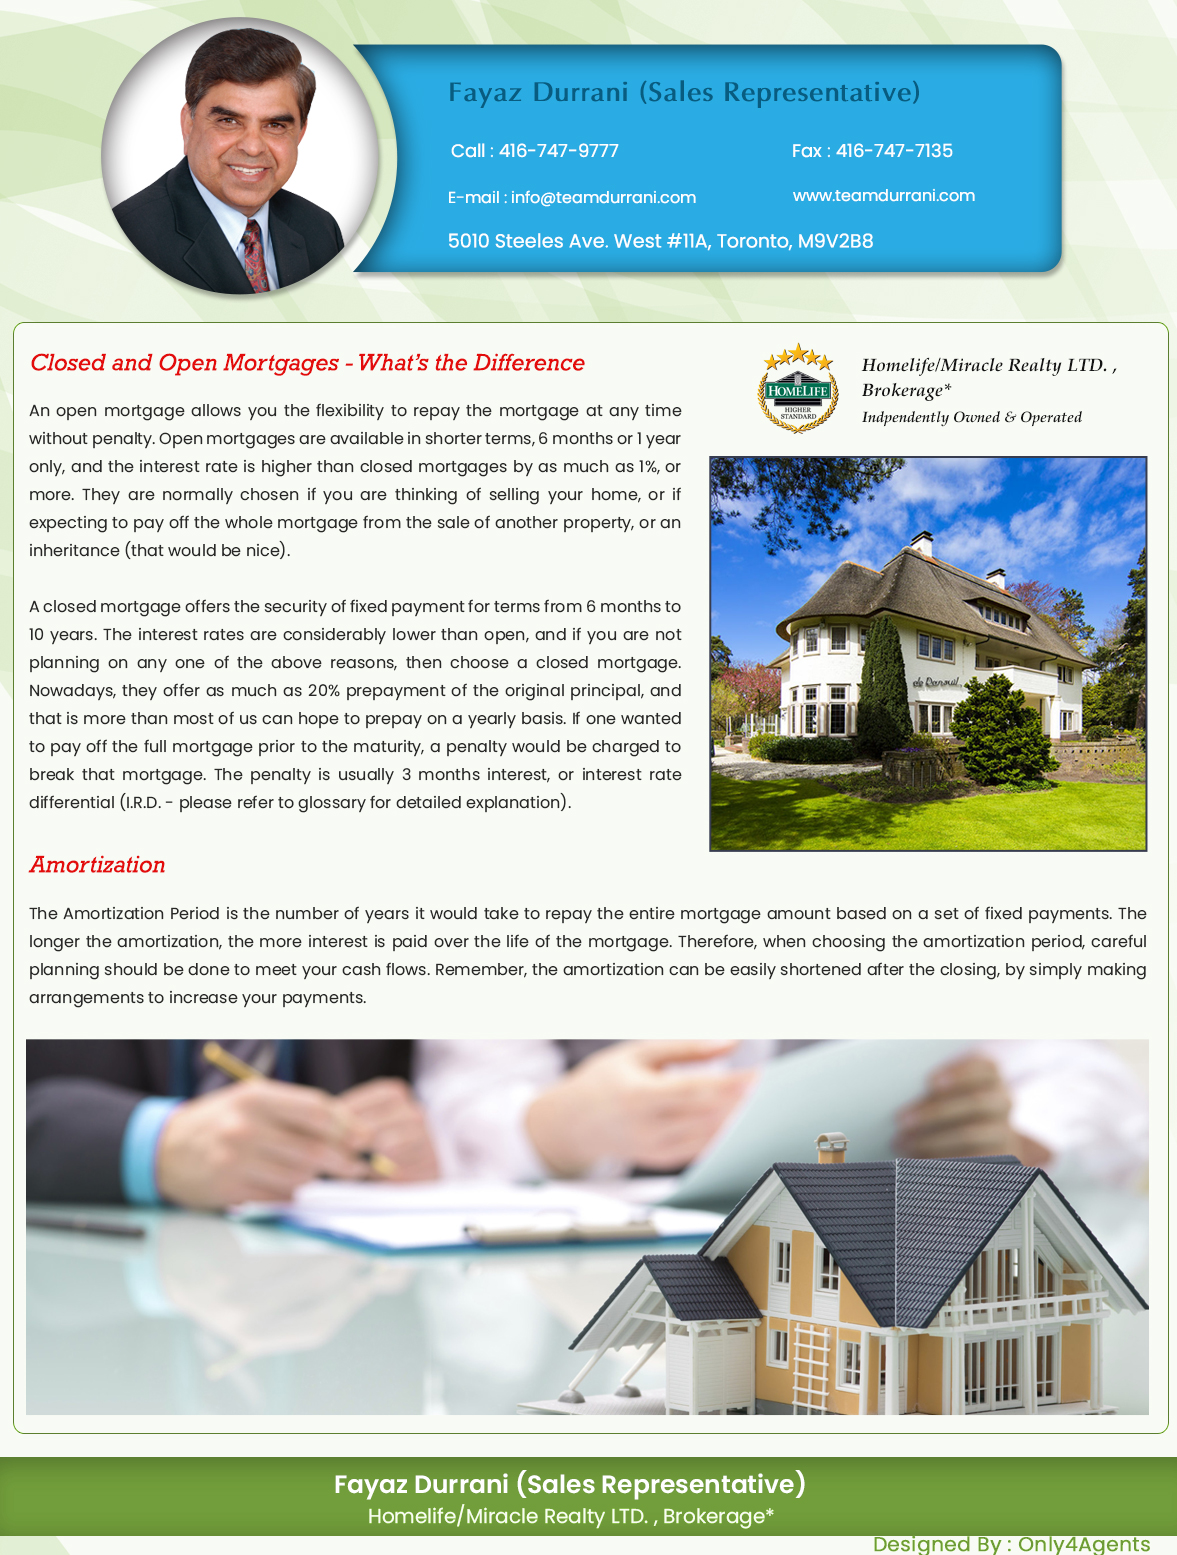 Fayaz Durrani (Sales Representative)
Call : 416-747-9777
Fax : 416-747-7135
E-mail : info@teamdurrani.com
www.teamdurrani.com
5010 Steeles Ave. West #11A, Toronto, M9V2B8
Closed and Open Mortgages - What's the Difference
An open mortgage allows you the flexibility to repay the mortgage at any time
without penalty. Open mortgages are available in shorter terms, 6 months or 1 year
only, and the interest rate is higher than closed mortgages by as much as 1%, or
more. They are normally chosen if you are thinking of selling your home, or if
expecting to pay off the whole mortgage from the sale of another property, or an
inheritance (that would be nice).
A closed mortgage offers the security of fixed payment for terms from 6 months to
10 years. The interest rates are considerably lower than open, and if you are not
planning on any one of the above reasons, then choose a closed mortgage.
Nowadays, they offer as much as 20% prepayment of the original principal, and
that is more than most of us can hope to prepay on a yearly basis. If one wanted
to pay off the full mortgage prior to the maturity, a penalty would be charged to
break that mortgage. The penalty is usually 3 months interest, or interest rate
differential (I.R.D. - please refer to glossary for detailed explanation).
HOMELIFE
HIGHER
STANDARD
Homelife/Miracle Realty LTD. ,
Brokerage*
Indpendently Owned & Operated
Amortization
The Amortization Period is the number of years it would take to repay the entire mortgage amount based on a set of fixed payments. The
longer the amortization, the more interest is paid over the life of the mortgage. Therefore, when choosing the amortization period, careful
planning should be done to meet your cash flows. Remember, the amortization can be easily shortened after the closing, by simply making
arrangements to increase your payments.
Fayaz Durrani (Sales Representative)
Homelife/Miracle Realty LTD. , Brokerage*
Designed By : Only4Agents